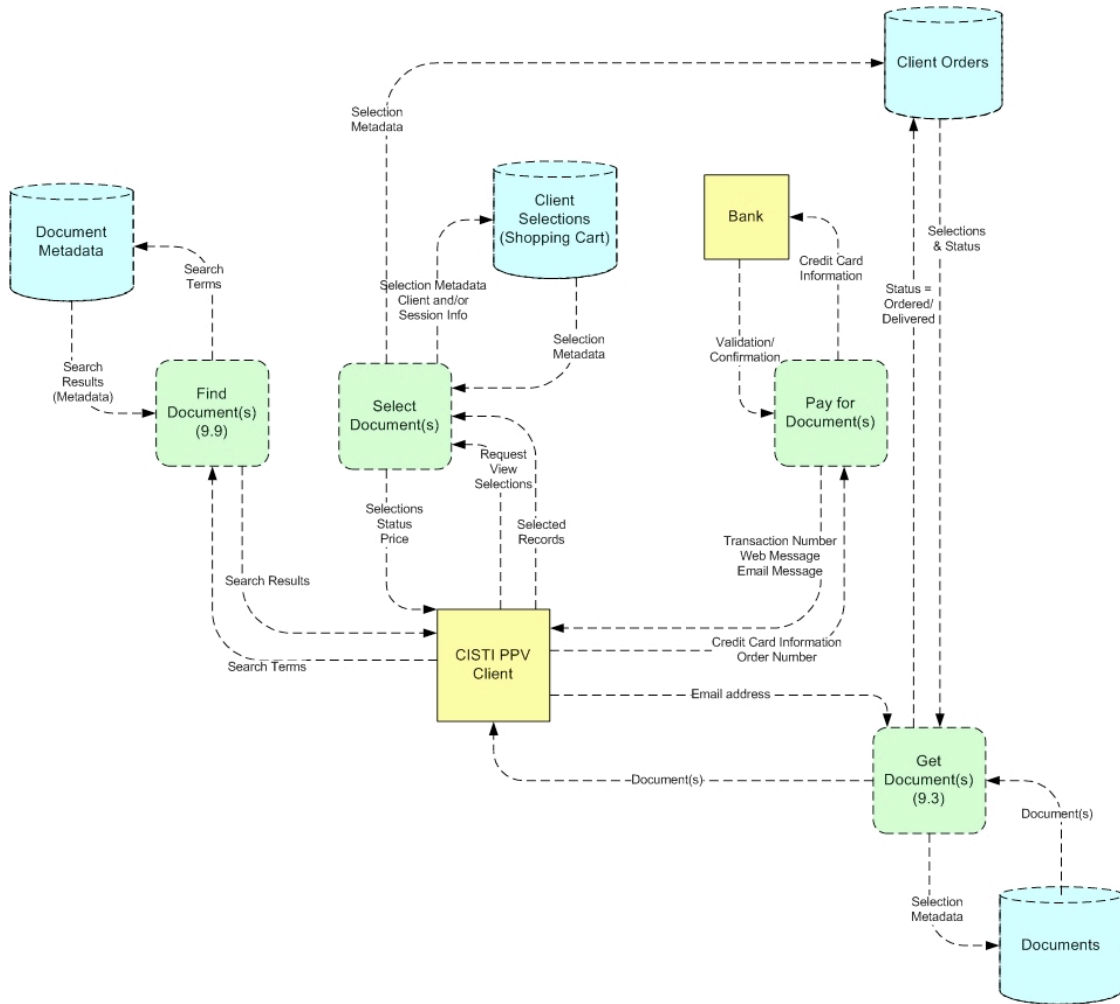 Client Orders
Selection
Metadata
Document
Metadata
Client
Selections
(Shopping Cart)
Bank
Search
Terms
Selection Metadata
Client and/or
Session Info
Credit Card
Information
Selections
& Status
Status =
Ordered/
Delivered
Search
Results
(Metadata)
Selection
Metadata
Validation/
Confirmation
Find
Document(s)
(9.9)
Select
Document(s)
Pay for
Document(s)
Request
View
Selections
Selections
Status
Price
Selected
Records
Transaction Number
Web Message
Email Message
Search Results
Search Terms
CISTI PPV
Client
Credit Card Information
Order Number
Email address
Document(s)
Get
Document(s)
(9.3)
Document(s)
Selection
Metadata
Documents